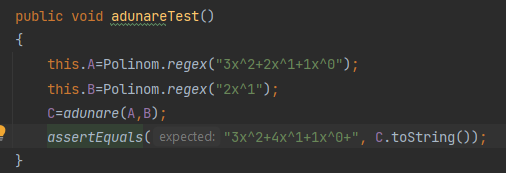 public void adunareTest()
{
this.A=Polinom.regex("3x^2+2x^1+1x^0");
this.B=Polinom.regex("2x^1");
C=adunare(A,B);
assertEquals( expected: "3x^2+4x^1+1x^0+", C.toString());
}